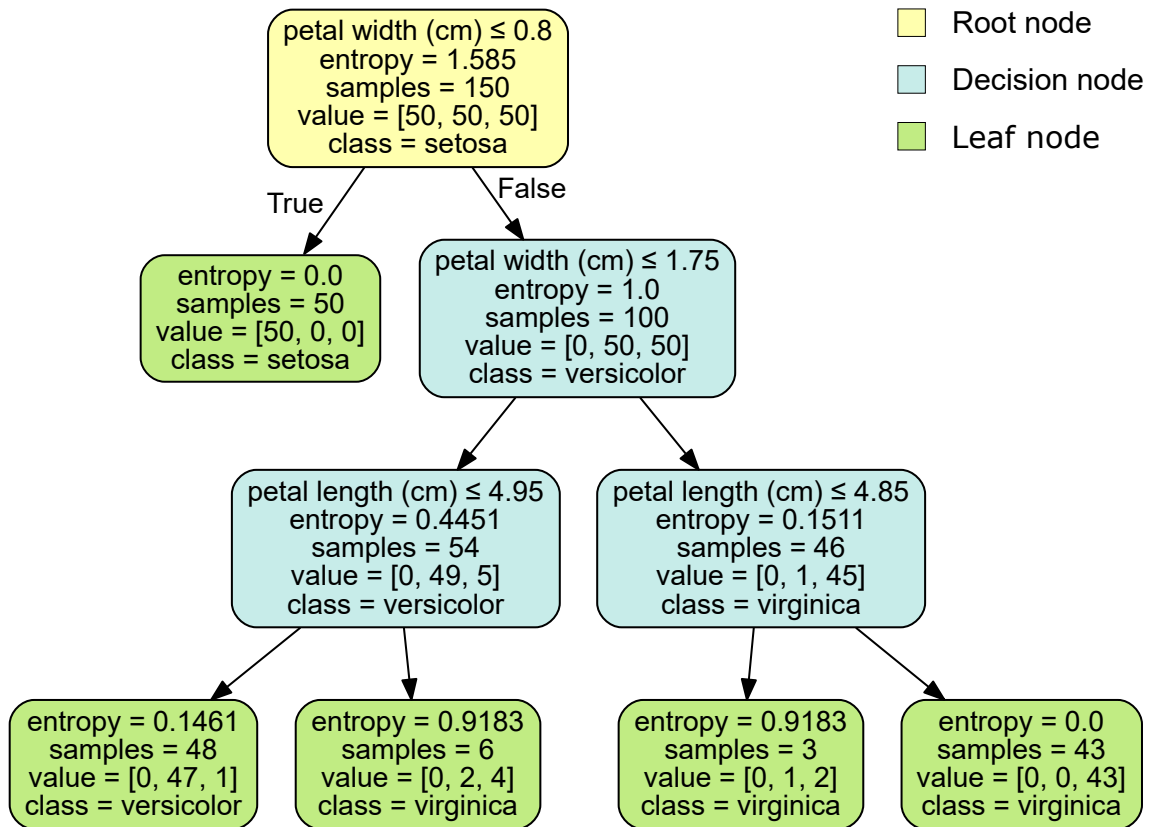 petal width (cm) ≤ 0.8
entropy = 1.585
samples = 150
value = [50, 50, 50]
class = setosa
Root node
Decision node
Leaf node
True
False
entropy = 0.0
samples = 50
value = [50, 0, 0]
class = setosa
petal width (cm) ≤ 1.75
entropy = 1.0
samples = 100
value = [0, 50, 50]
class = versicolor
petal length (cm) ≤ 4.95
entropy = 0.4451
samples = 54
value = [0, 49, 5]
class = versicolor
petal length (cm) ≤ 4.85
entropy = 0.1511
samples = 46
value = [0, 1, 45]
class = virginica
entropy = 0.1461
samples = 48
value = [0, 47, 1]
class = versicolor
entropy = 0.9183
samples = 6
value = [0, 2, 4]
class = virginica
entropy = 0.9183
samples = 3
value = [0, 1, 2]
class = virginica
entropy = 0.0
samples = 43
value = [0, 0, 43]
class = virginica